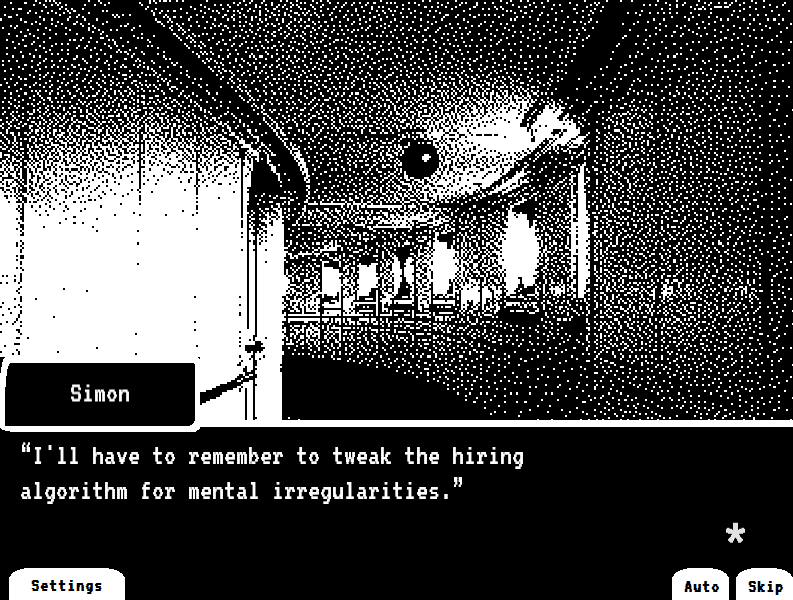 Simon
“I'll have to remember to tweak the hiring
algorithm for mental irregularities.”
*
Settings
Auto
Skip